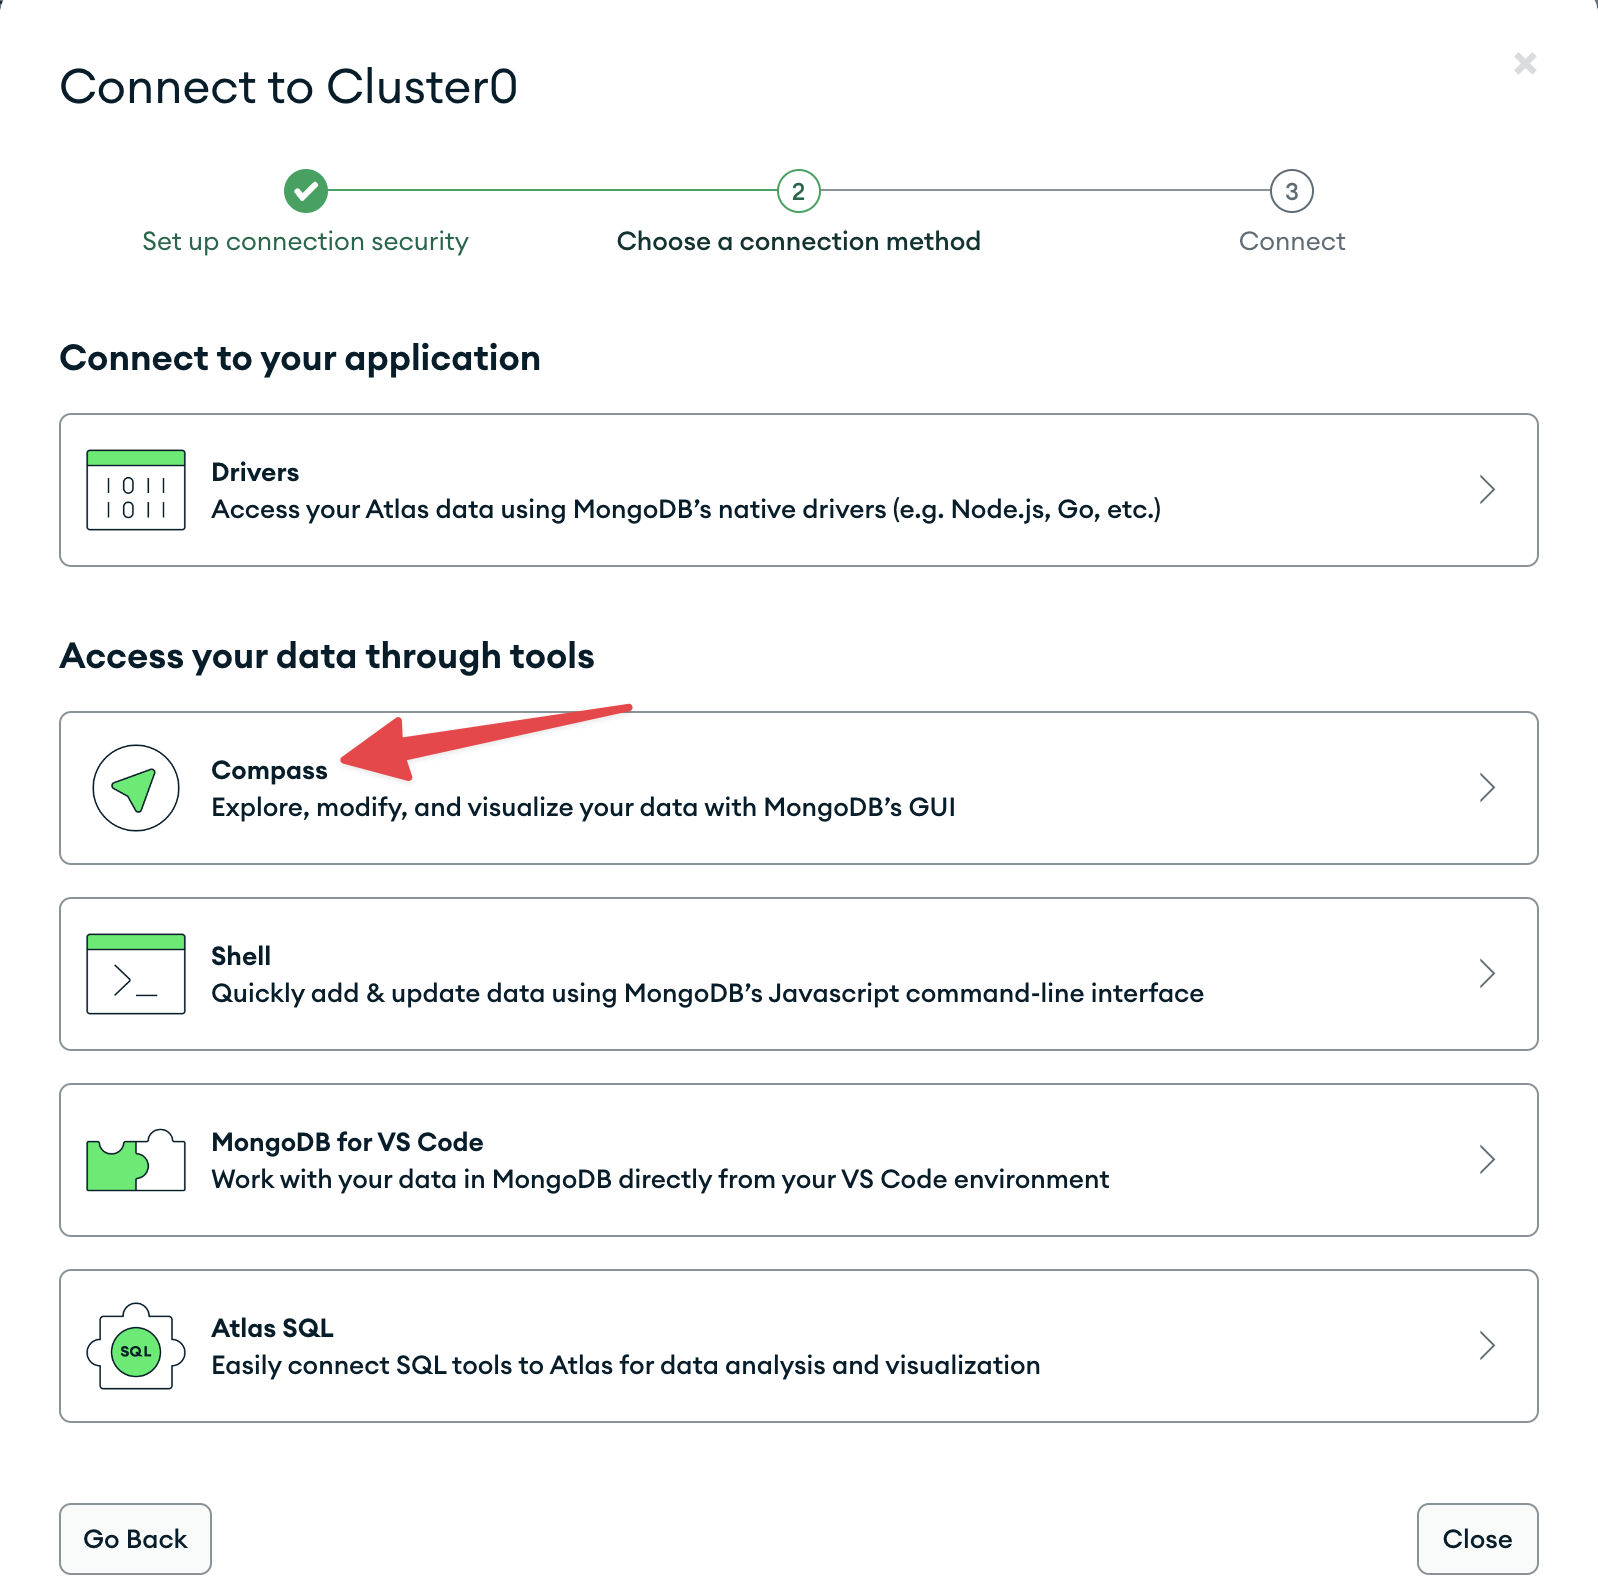 Connect to Cluster0
2
3
Set up connection security
Choose a connection method
Connect
Connect to your application
1011
1011
Drivers
Access your Atlas data using MongoDB’s native drivers (e.g. Node.js, Go, etc.)
Access your data through tools
Compass
Explore, modify, and visualize your data with MongoDB’s GUI
>_
Shell
Quickly add & update data using MongoDB’s Javascript command-line interface
MongoDB for VS Code
Work with your data in MongoDB directly from your VS Code environment
SQL
Atlas SQL
Easily connect SQL tools to Atlas for data analysis and visualization
Go Back
Close